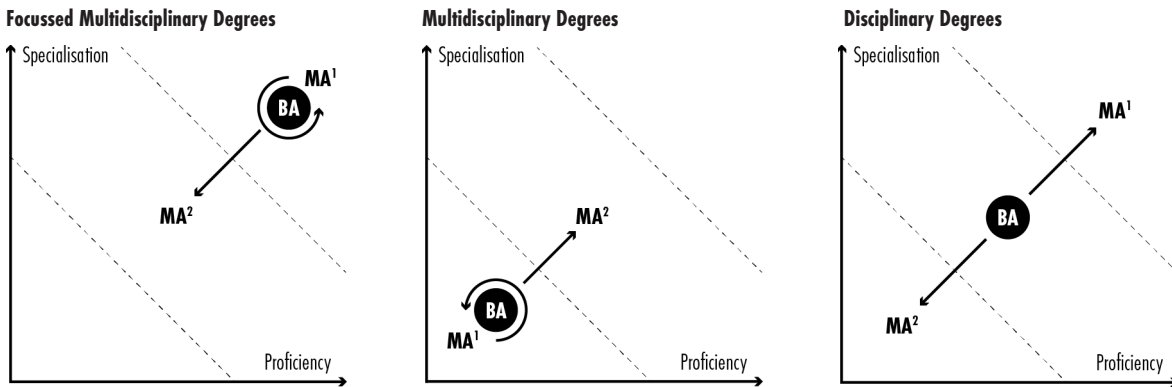 Focussed Multidisciplinary Degrees
Specialisation
MA¹
BA
MA²
Proficiency
Multidisciplinary Degrees
Specialisation
MA²
BA
MA¹
Proficiency
Disciplinary Degrees
Specialisation
MA¹
BA
MA²
Proficiency